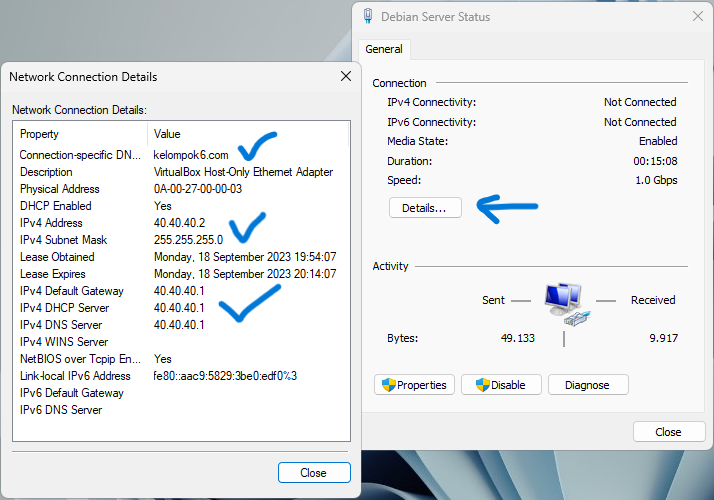 Network Connection Details
Network Connection Details:
Property Value
Connection-specific DN... kelompok6.com
Description VirtualBox Host-Only Ethernet Adapter
Physical Address 0A-00-27-00-00-03
DHCP Enabled Yes
IPv4 Address 40.40.40.2
IPv4 Subnet Mask 255.255.255.0
Lease Obtained Monday, 18 September 2023 19:54:07
Lease Expires Monday, 18 September 2023 20:14:07
IPv4 Default Gateway 40.40.40.1
IPv4 DHCP Server 40.40.40.1
IPv4 DNS Server 40.40.40.1
IPv4 WINS Server
NetBIOS over Tcpip En... Yes
Link-local IPv6 Address fe80::aac9:5829:3be0:edf0%3
IPv6 Default Gateway
IPv6 DNS Server
Close
Debian Server Status
General
Connection
IPv4 Connectivity: Not Connected
IPv6 Connectivity: Not Connected
Media State: Enabled
Duration: 00:15:08
Speed: 1.0 Gbps
Details...
Activity
Sent Received
Bytes: 49.133 9.917
Properties Disable Diagnose
Close